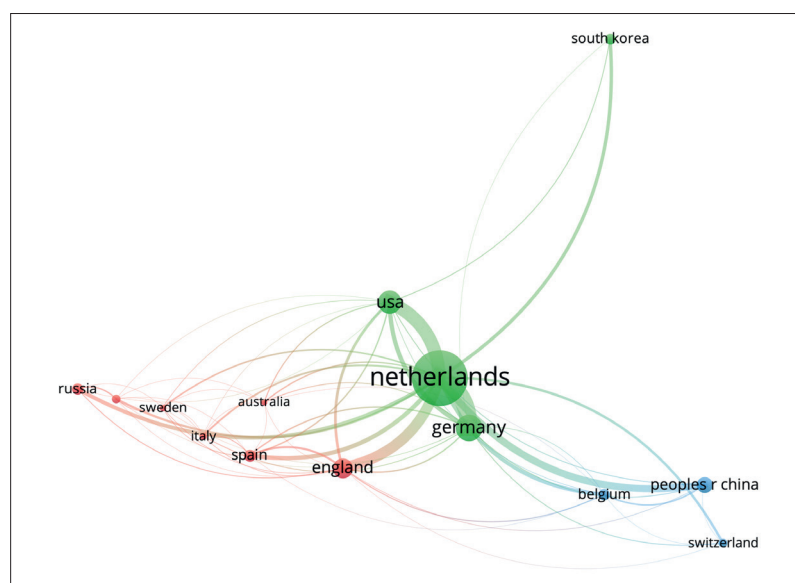 south korea
usa
netherlands
russia
sweden
australia
germany
italy
spain
england
peoples r china
belgium
switzerland